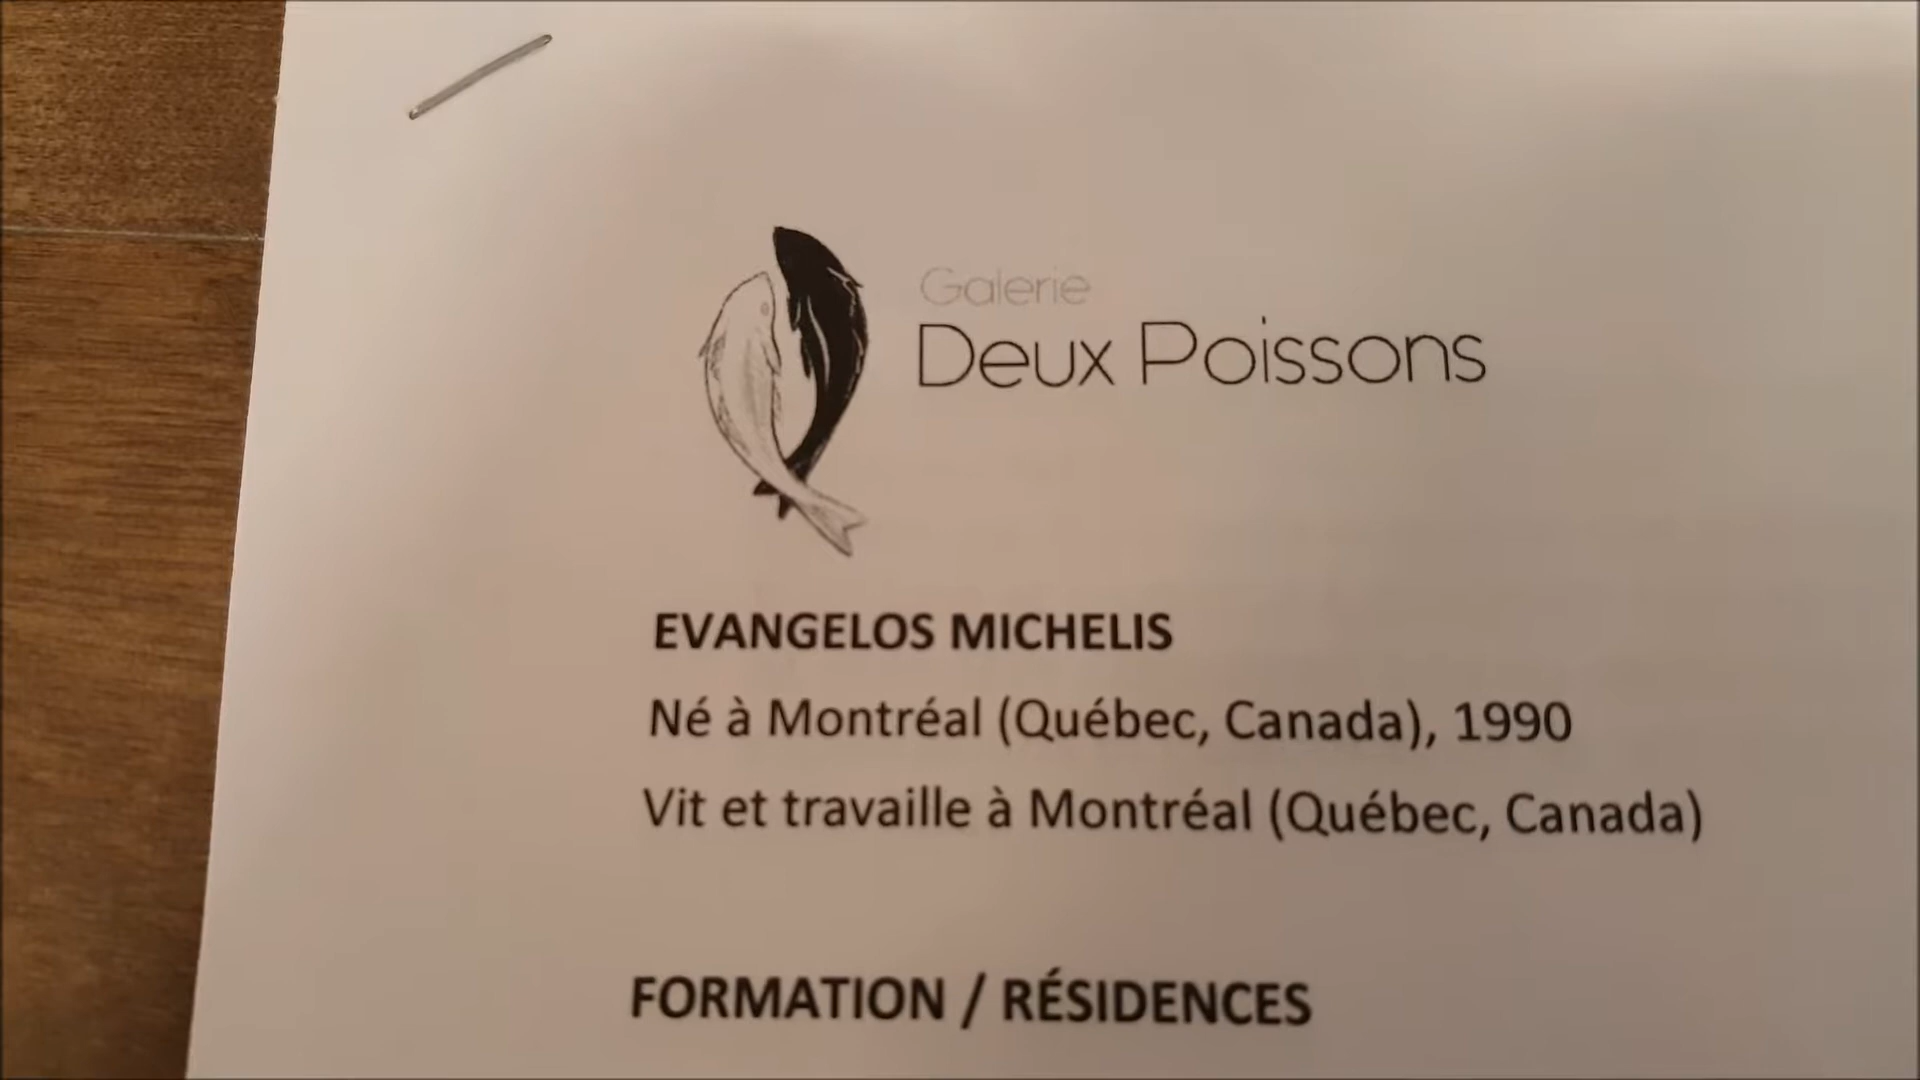 Galerie
Deux Poissons
EVANGELOS MICHELIS
Né à Montréal (Québec, Canada), 1990
Vit et travaille à Montréal (Québec, Canada)
FORMATION / RÉSIDENCES